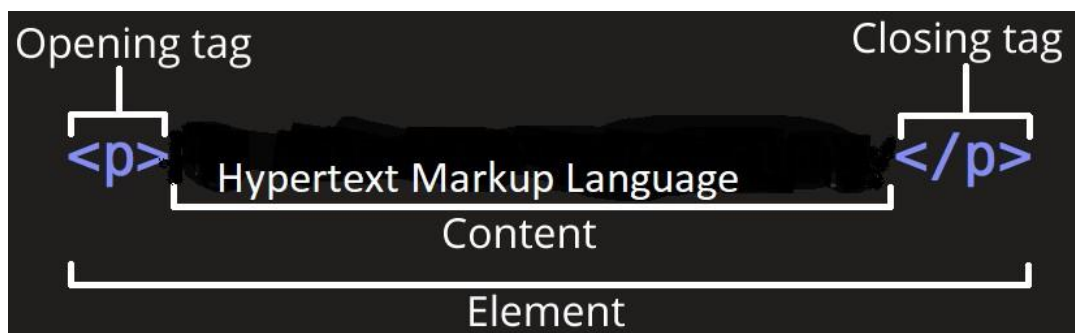 Opening tag
Closing tag
<p>Hypertext Markup Language</p>
Content
Element